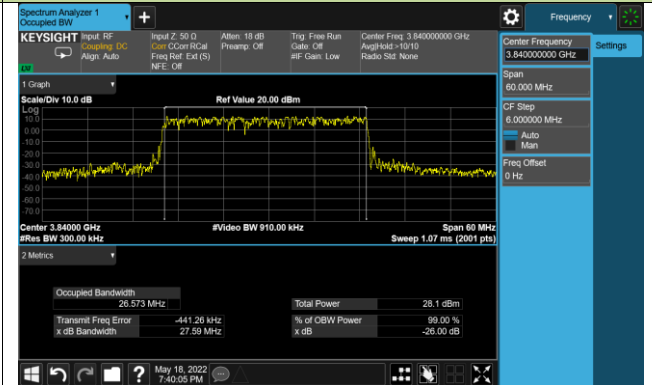 Spectrum Analyzer 1
Occupied BW
Frequency
KEYSIGHT
Input: RF
Coupling: DC
Align: Auto
Input Z: 50 Ω
Corr CCorr RCal
Freq Ref: Ext (S)
NFE: Off
Atten: 18 dB
Preamp: Off
Trig: Free Run
Gate: Off
#IF Gain: Low
Center Freq: 3.840000000 GHz
Avg|Hold:>10/10
Radio Std: None
Center Frequency
3.840000000 GHz
Settings
Span
60.000 MHz
CF Step
6.000000 MHz
Auto
Man
Freq Offset
0 Hz
1 Graph
Scale/Div 10.0 dB
Ref Value 20.00 dBm
Log
10.0
0.00
-10.0
-20.0
-30.0
-40.0
-50.0
-60.0
-70.0
Center 3.84000 GHz
#Video BW 910.00 kHz
Span 60 MHz
#Res BW 300.00 kHz
Sweep 1.07 ms (2001 pts)
2 Metrics
Occupied Bandwidth
26.573 MHz
Total Power
28.1 dBm
Transmit Freq Error
-441.26 kHz
% of OBW Power
99.00 %
x dB Bandwidth
27.59 MHz
x dB
-26.00 dB
May 18, 2022
7:40:05 PM